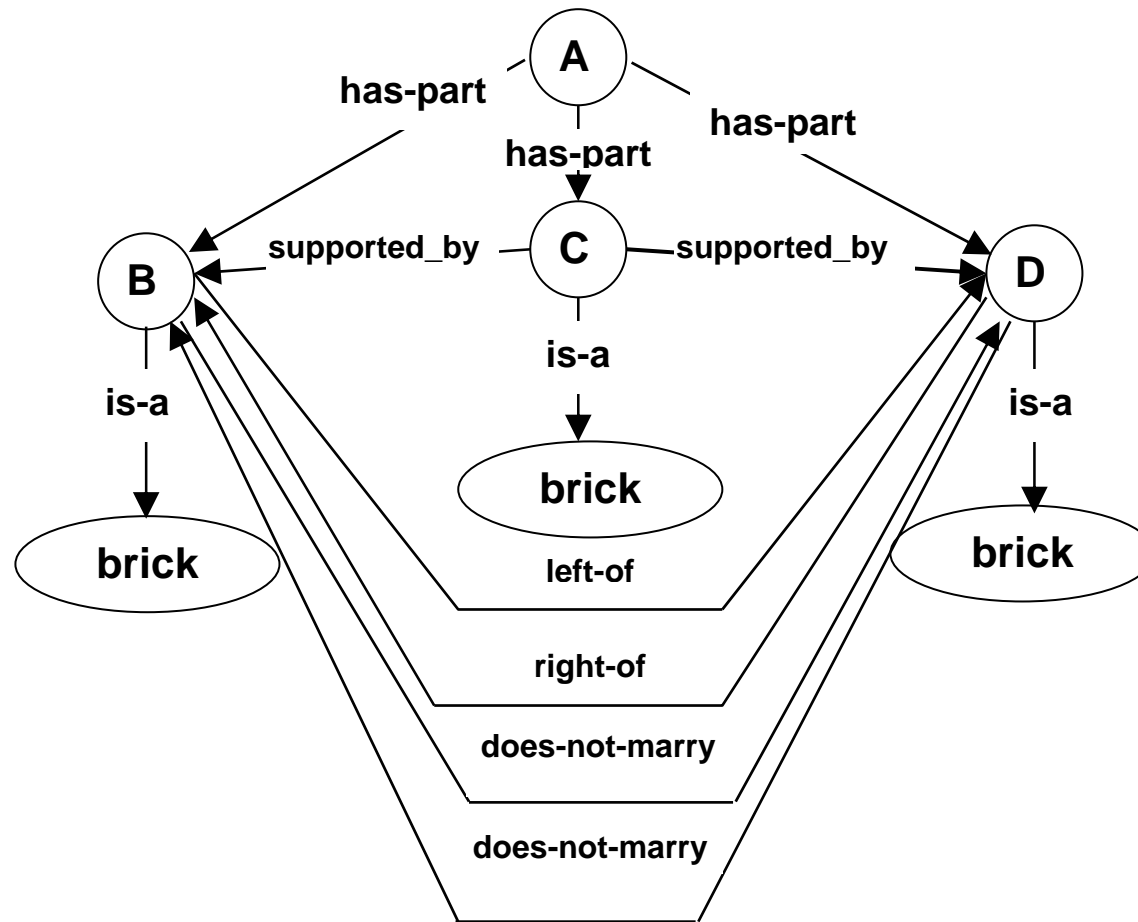 A
has-part
has-part
has-part
supported_by
C
supported_by
B
D
is-a
is-a
is-a
brick
brick
brick
left-of
right-of
does-not-marry
does-not-marry